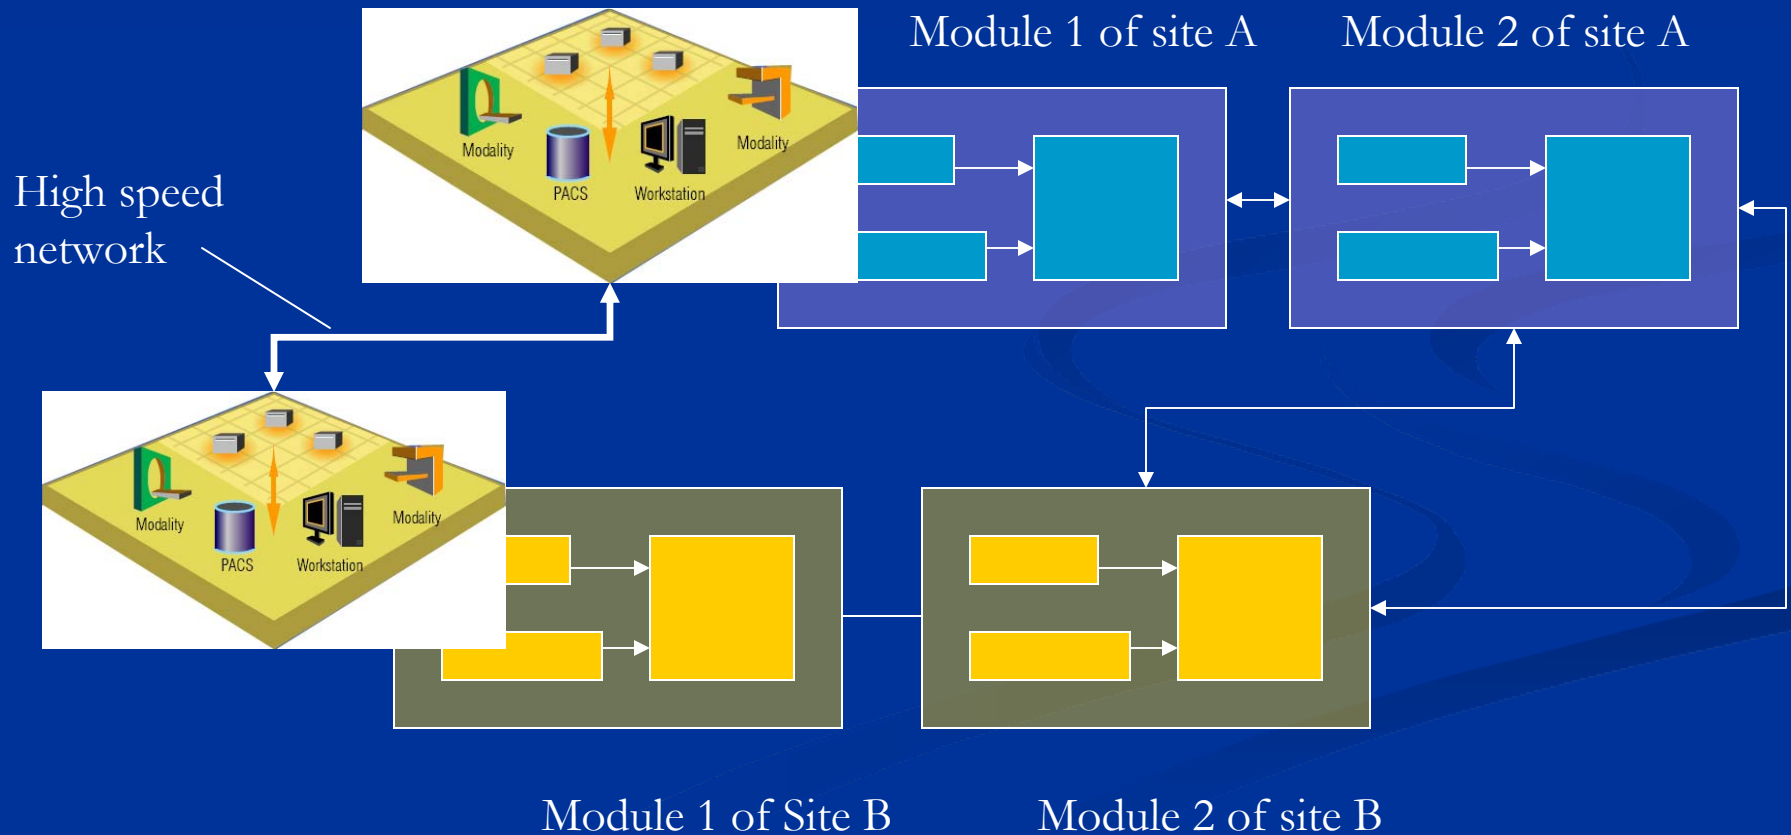 Module 1 of site A
Module 2 of site A
Modality
PACS
Workstation
Modality
High speed
network
Modality
PACS
Workstation
Modality
Module 1 of Site B
Module 2 of site B